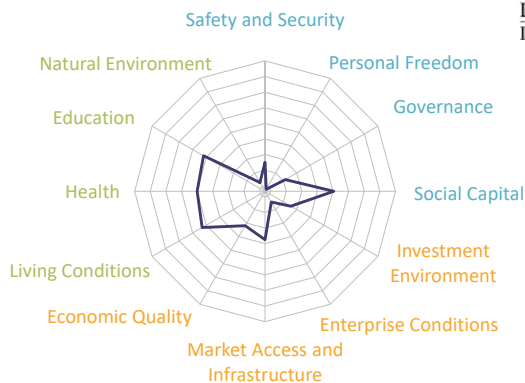 Safety and Security
Natural Environment
Personal Freedom
Education
Governance
Health
Social Capital
Living Conditions
Investment
Environment
Economic Quality
Enterprise Conditions
Market Access and
Infrastructure